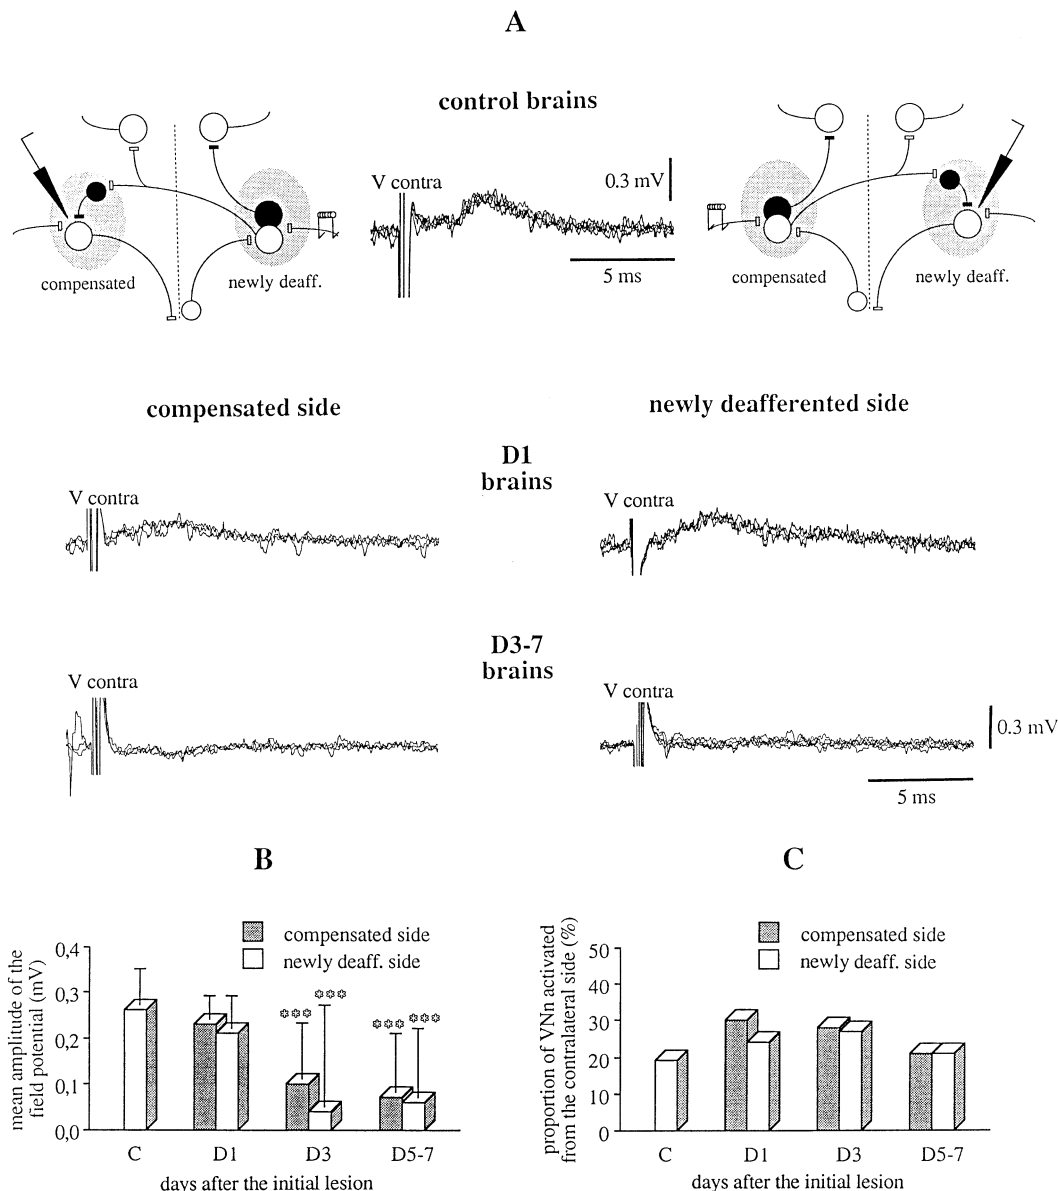 A
control brains
V contra
0.3 mV
5 ms
compensated
newly deaff.
compensated
newly deaff.
compensated side
newly deafferented side
D1
brains
V contra
V contra
D3-7
brains
V contra
V contra
0.3 mV
5 ms
B
mean amplitude of the
field potential (mV)
0,4
0,3
0,2
0,1
0,0
compensated side
newly deaff. side
***
***
***
***
C
D1
D3
D5-7
days after the initial lesion
C
proportion of VNn activated
from the contralateral side (%)
50
40
30
20
10
0
compensated side
newly deaff. side
C
D1
D3
D5-7
days after the initial lesion